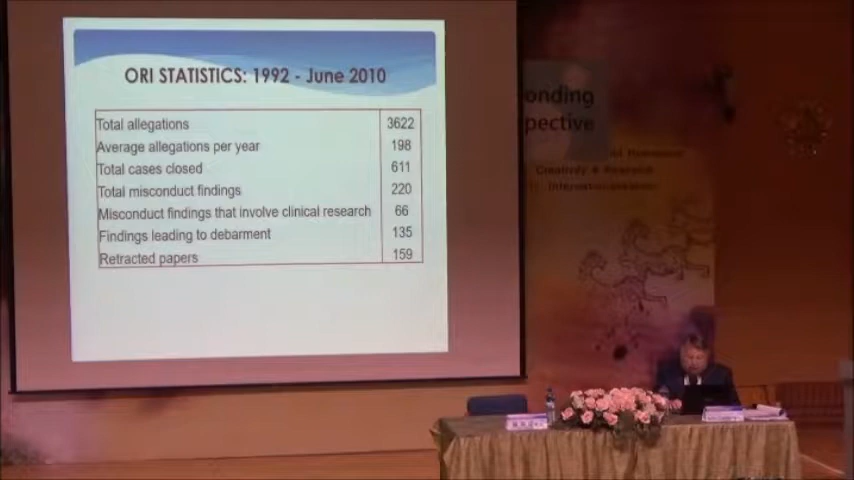 ORI STATISTICS: 1992 - June 2010
Total allegations 3622
Average allegations per year 198
Total cases closed 611
Total misconduct findings 220
Misconduct findings that involve clinical research 66
Findings leading to debarment 135
Retracted papers 159
onding
pective
Creativity &